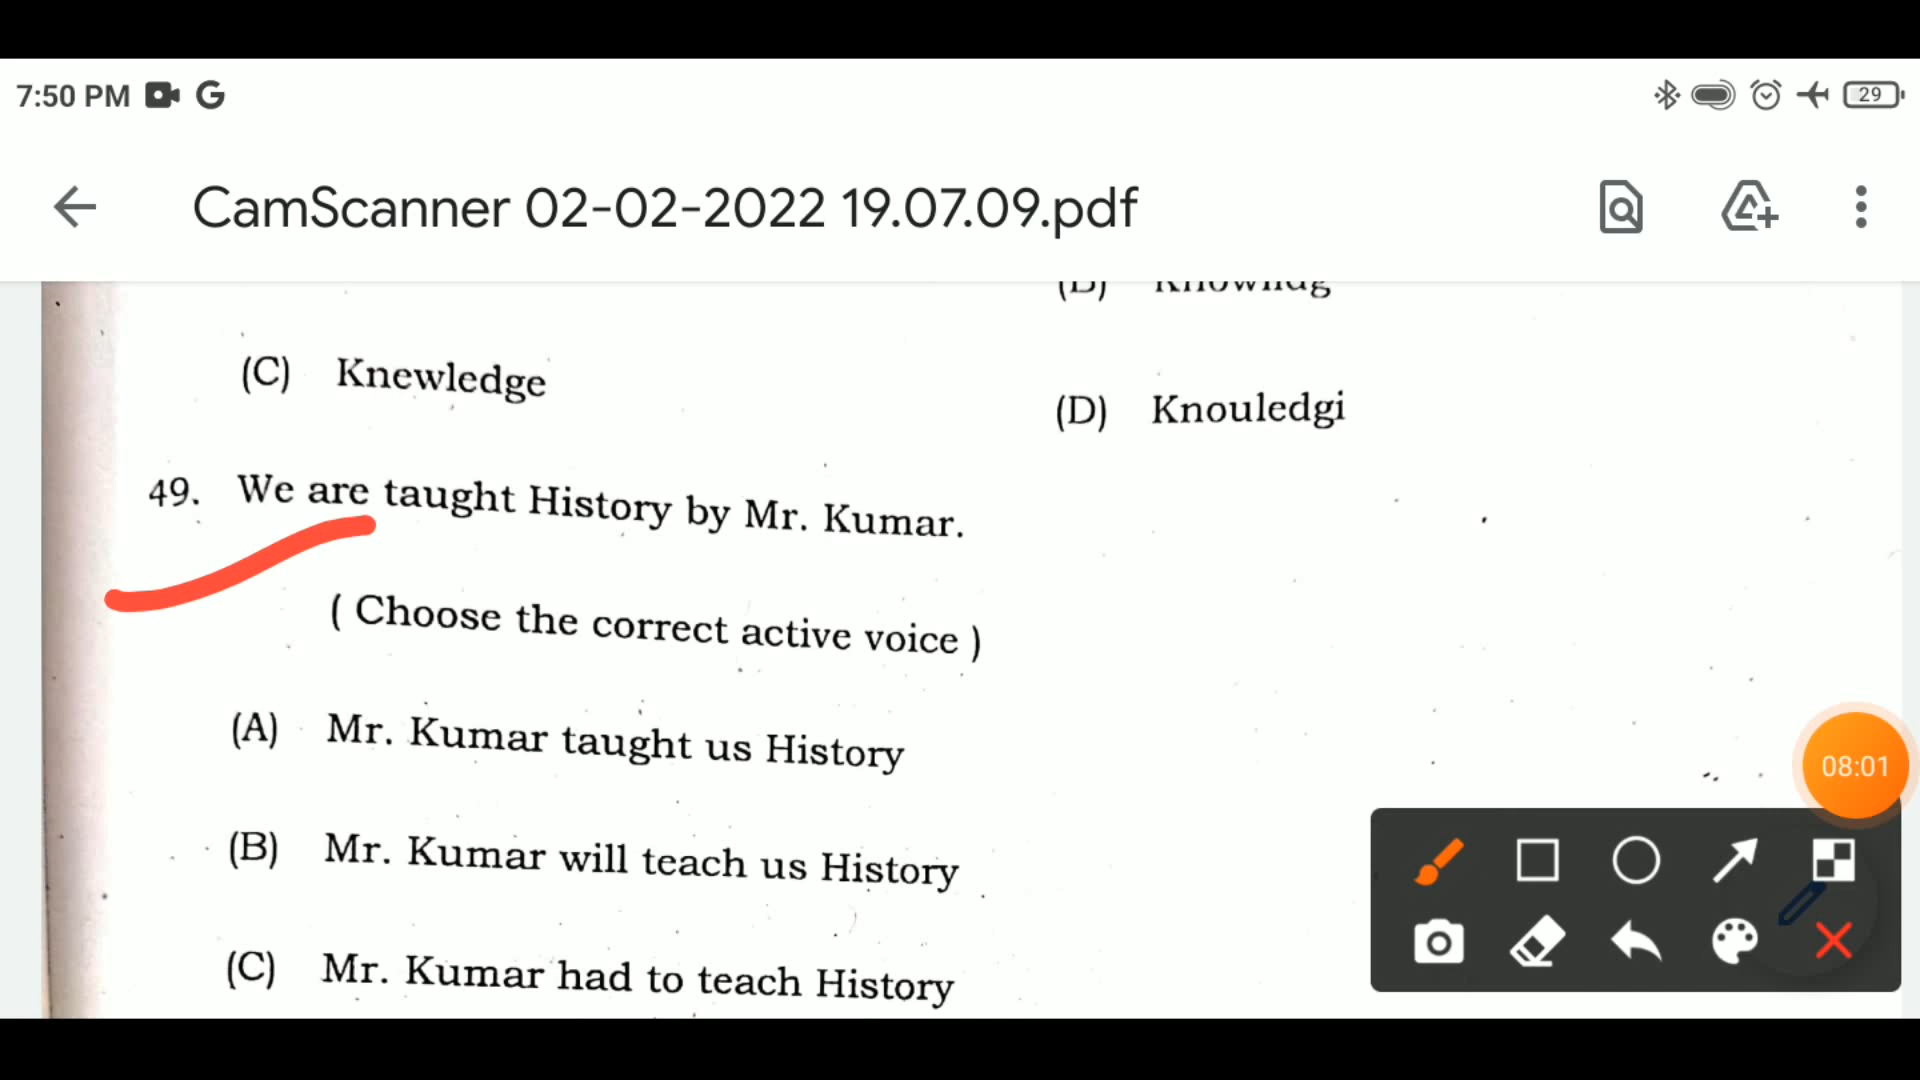 7:50 PM
29
CamScanner 02-02-2022 19.07.09.pdf
(C) Knewledge
(D) Knouledgi
49. We are taught History by Mr. Kumar.
( Choose the correct active voice )
(A) Mr. Kumar taught us History
(B) Mr. Kumar will teach us History
(C) Mr. Kumar had to teach History
08:01